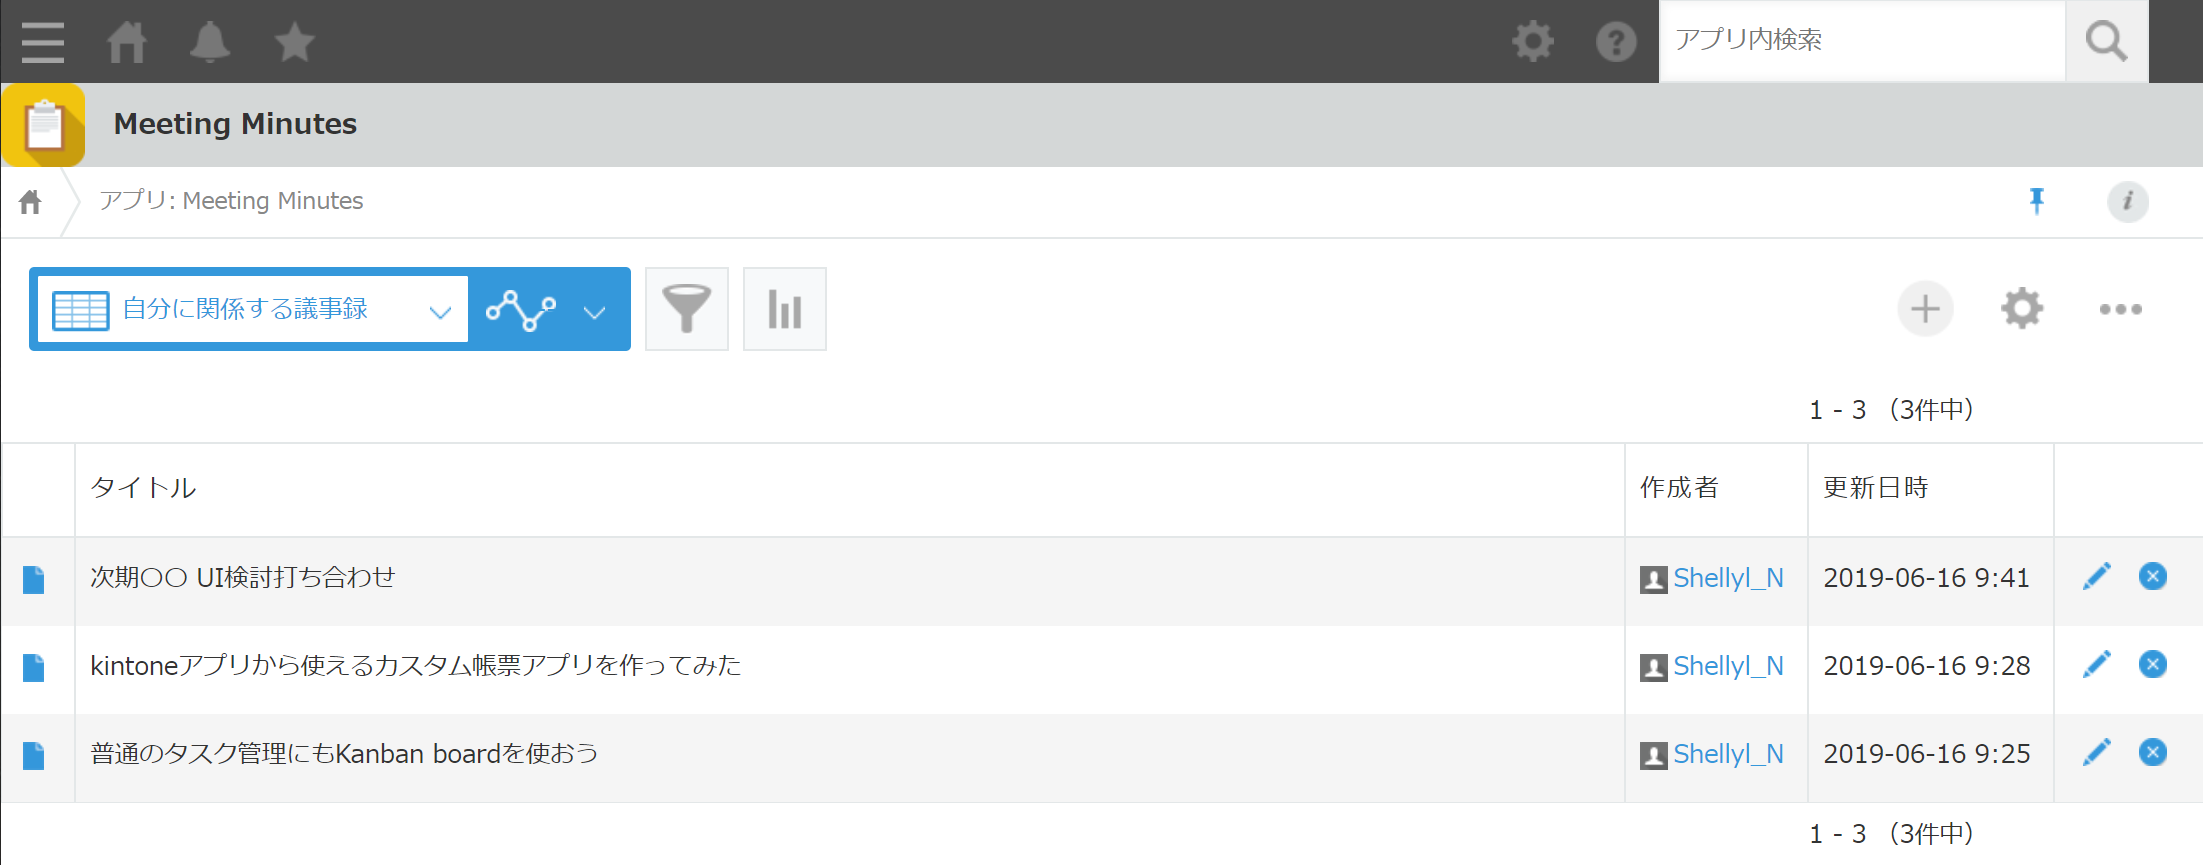 アプリ内検索
Meeting Minutes
アプリ: Meeting Minutes
自分に関係する議事録
1 - 3 （3件中）
タイトル 作成者 更新日時
次期〇〇 UI検討打ち合わせ Shellyl_N 2019-06-16 9:41
kintoneアプリから使えるカスタム帳票アプリを作ってみた Shellyl_N 2019-06-16 9:28
普通のタスク管理にもKanban boardを使おう Shellyl_N 2019-06-16 9:25
1 - 3 （3件中）